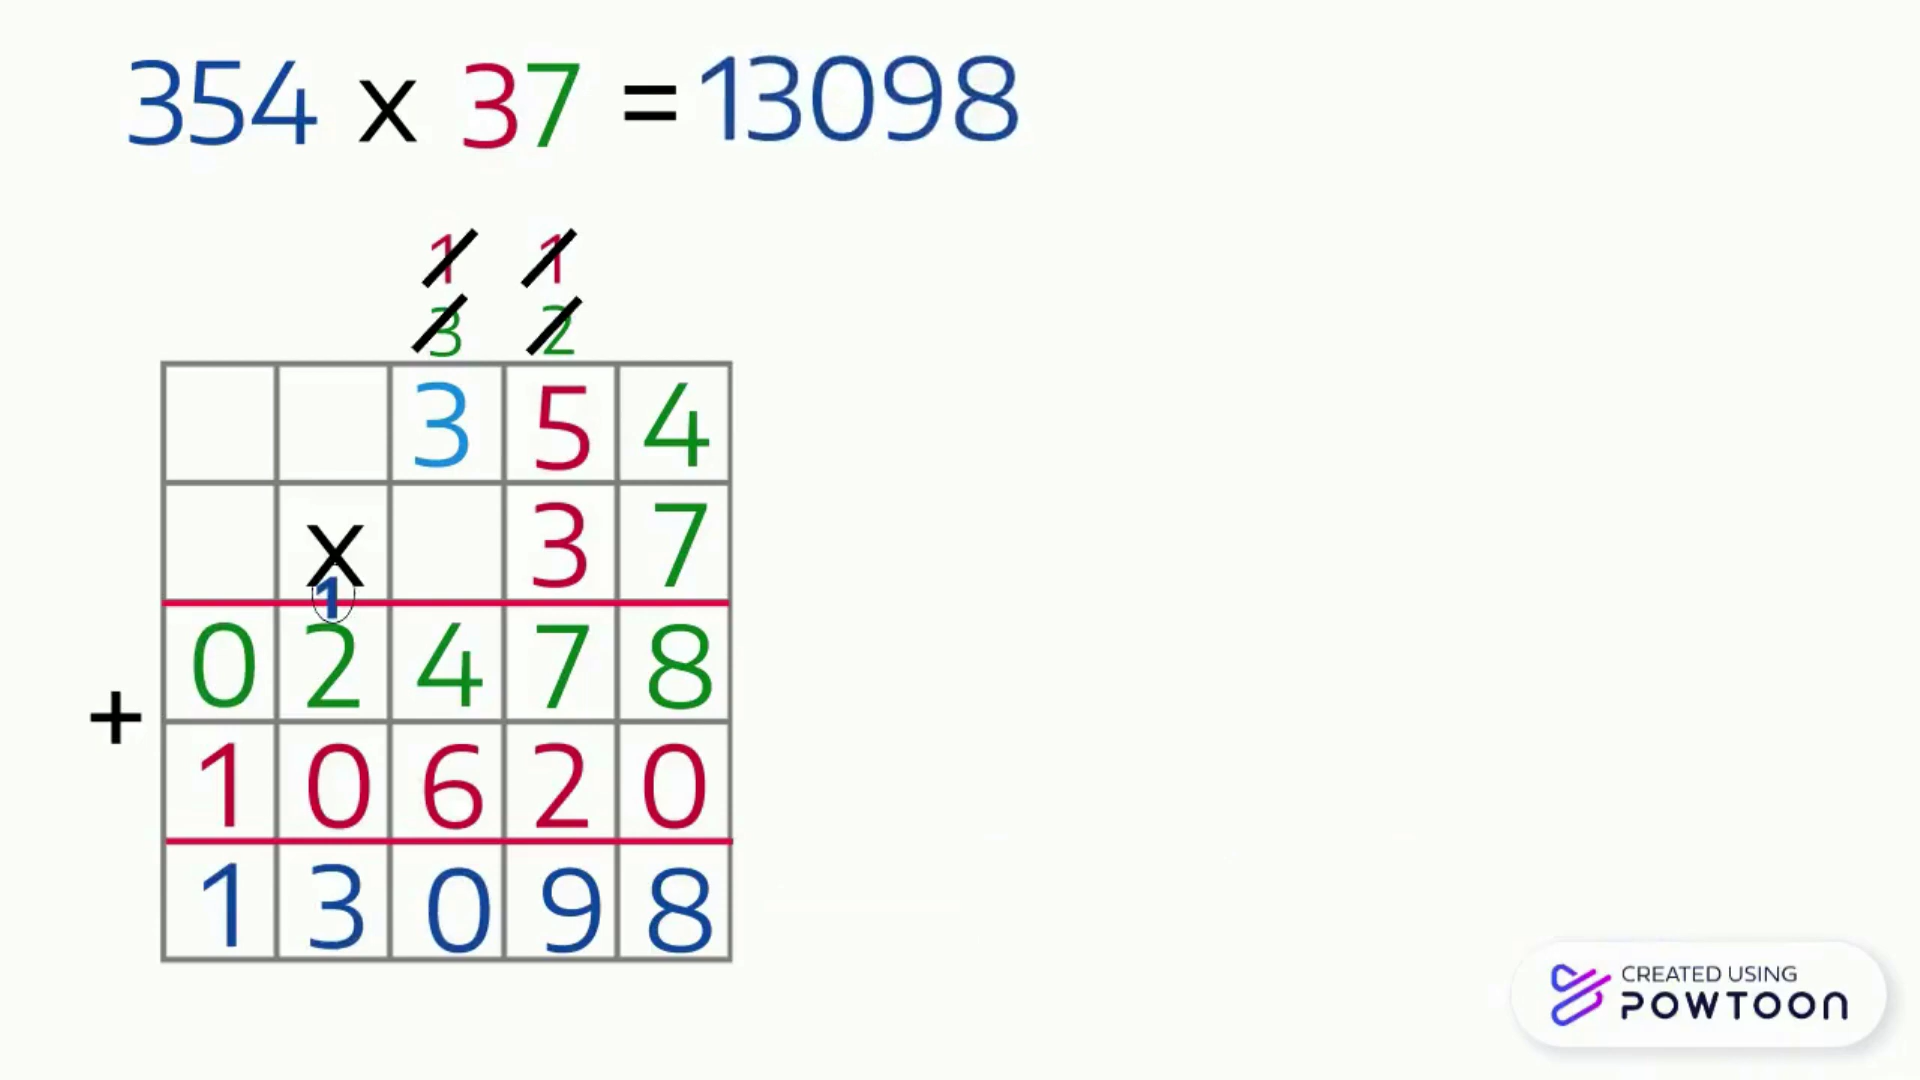 354 x 37 = 13098
1 1
3 2
3 5 4
x 3 7
1
0 2 4 7 8
+
1 0 6 2 0
1 3 0 9 8
CREATED USING
POWTOON